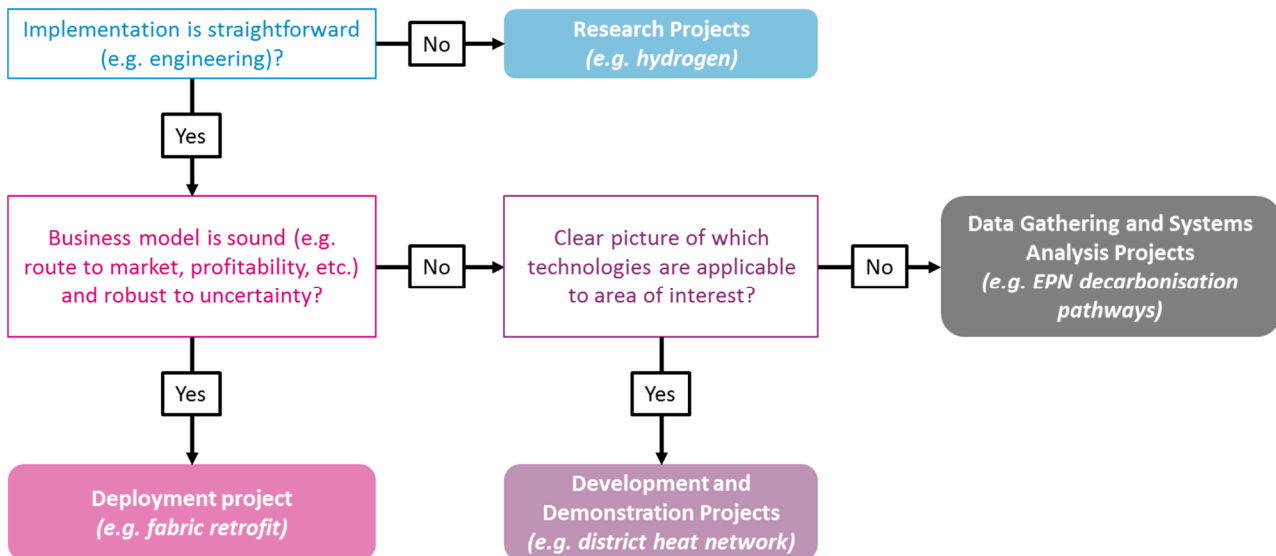 Implementation is straightforward
(e.g. engineering)?
No
Research Projects
(e.g. hydrogen)
Yes
Business model is sound (e.g.
route to market, profitability, etc.)
and robust to uncertainty?
No
Clear picture of which
technologies are applicable
to area of interest?
No
Data Gathering and Systems
Analysis Projects
(e.g. EPN decarbonisation
pathways)
Yes
Yes
Deployment project
(e.g. fabric retrofit)
Development and
Demonstration Projects
(e.g. district heat network)